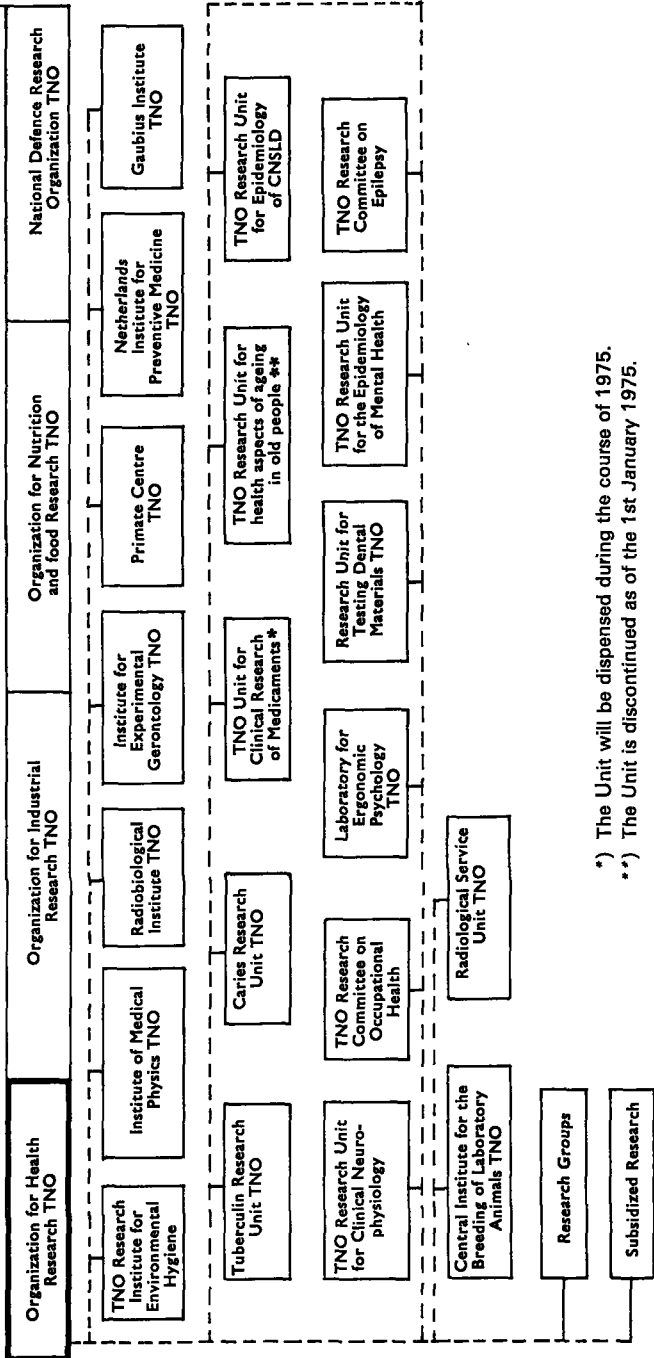 Organization for Health
Research TNO
Organization for Industrial
Research TNO
Organization for Nutrition
and food Research TNO
National Defence Research
Organization TNO
TNO Research
Institute for
Environmental
Hygiene
Institute of Medical
Physics TNO
Radiobiological
Institute TNO
Institute for
Experimental
Gerontology TNO
Primate Centre
TNO
Netherlands
Institute for
Preventive Medicine
TNO
Gaubius Institute
TNO
Tuberculin Research
Unit TNO
Caries Research
Unit TNO
TNO Unit for
Clinical Research
of Medicaments*
TNO Research Unit for
health aspects of ageing
in old people **
TNO Research Unit
for Epidemiology
of CNSLD
TNO Research Unit
for Clinical Neuro-
physiology
TNO Research
Committee on
Occupational
Health
Laboratory for
Ergonomic
Psychology
TNO
Research Unit for
Testing Dental
Materials TNO
TNO Research Unit
for the Epidemiology
of Mental Health
TNO Research
Committee on
Epilepsy
Central Institute for the
Breeding of Laboratory
Animals TNO
Radiological Service
Unit TNO
Research Groups
Subsidized Research
*) The Unit will be dispensed during the course of 1975.
**) The Unit is discontinued as of the 1st January 1975.